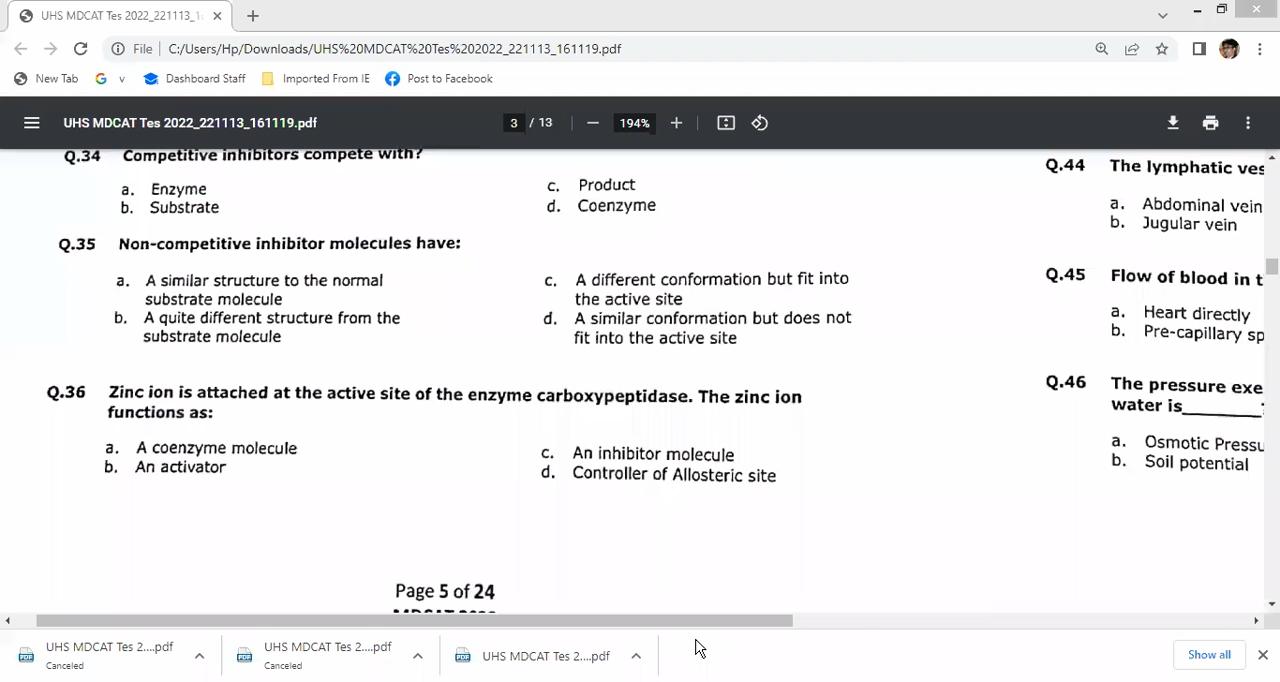 UHS MDCAT Tes 2022_221113_1
File
C:/Users/Hp/Downloads/UHS%20MDCAT%20Tes%202022_221113_161119.pdf
New Tab
G
Dashboard Staff
Imported From IE
Post to Facebook
UHS MDCAT Tes 2022_221113_161119.pdf
3 / 13
194%
Q.34 Competitive inhibitors compete with?
a. Enzyme
b. Substrate
c. Product
d. Coenzyme
Q.35 Non-competitive inhibitor molecules have:
a. A similar structure to the normal
substrate molecule
b. A quite different structure from the
substrate molecule
c. A different conformation but fit into
the active site
d. A similar conformation but does not
fit into the active site
Q.36 Zinc ion is attached at the active site of the enzyme carboxypeptidase. The zinc ion
functions as:
a. A coenzyme molecule
b. An activator
c. An inhibitor molecule
d. Controller of Allosteric site
Page 5 of 24
Q.44 The lymphatic ves
a. Abdominal vein
b. Jugular vein
Q.45 Flow of blood in t
a. Heart directly
b. Pre-capillary sp
Q.46 The pressure exe
water is________?
a. Osmotic Pressu
b. Soil potential
UHS MDCAT Tes 2....pdf
Canceled
UHS MDCAT Tes 2....pdf
Canceled
UHS MDCAT Tes 2....pdf
Show all